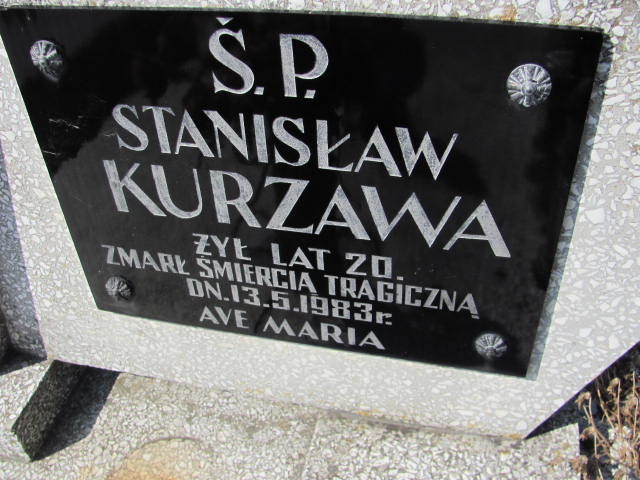 Ś.P.
STANISŁAW
KURZAWA
ŻYŁ LAT 20.
ZMARŁ ŚMIERCIĄ TRAGICZNĄ
DN.13.5.1983r.
AVE MARIA